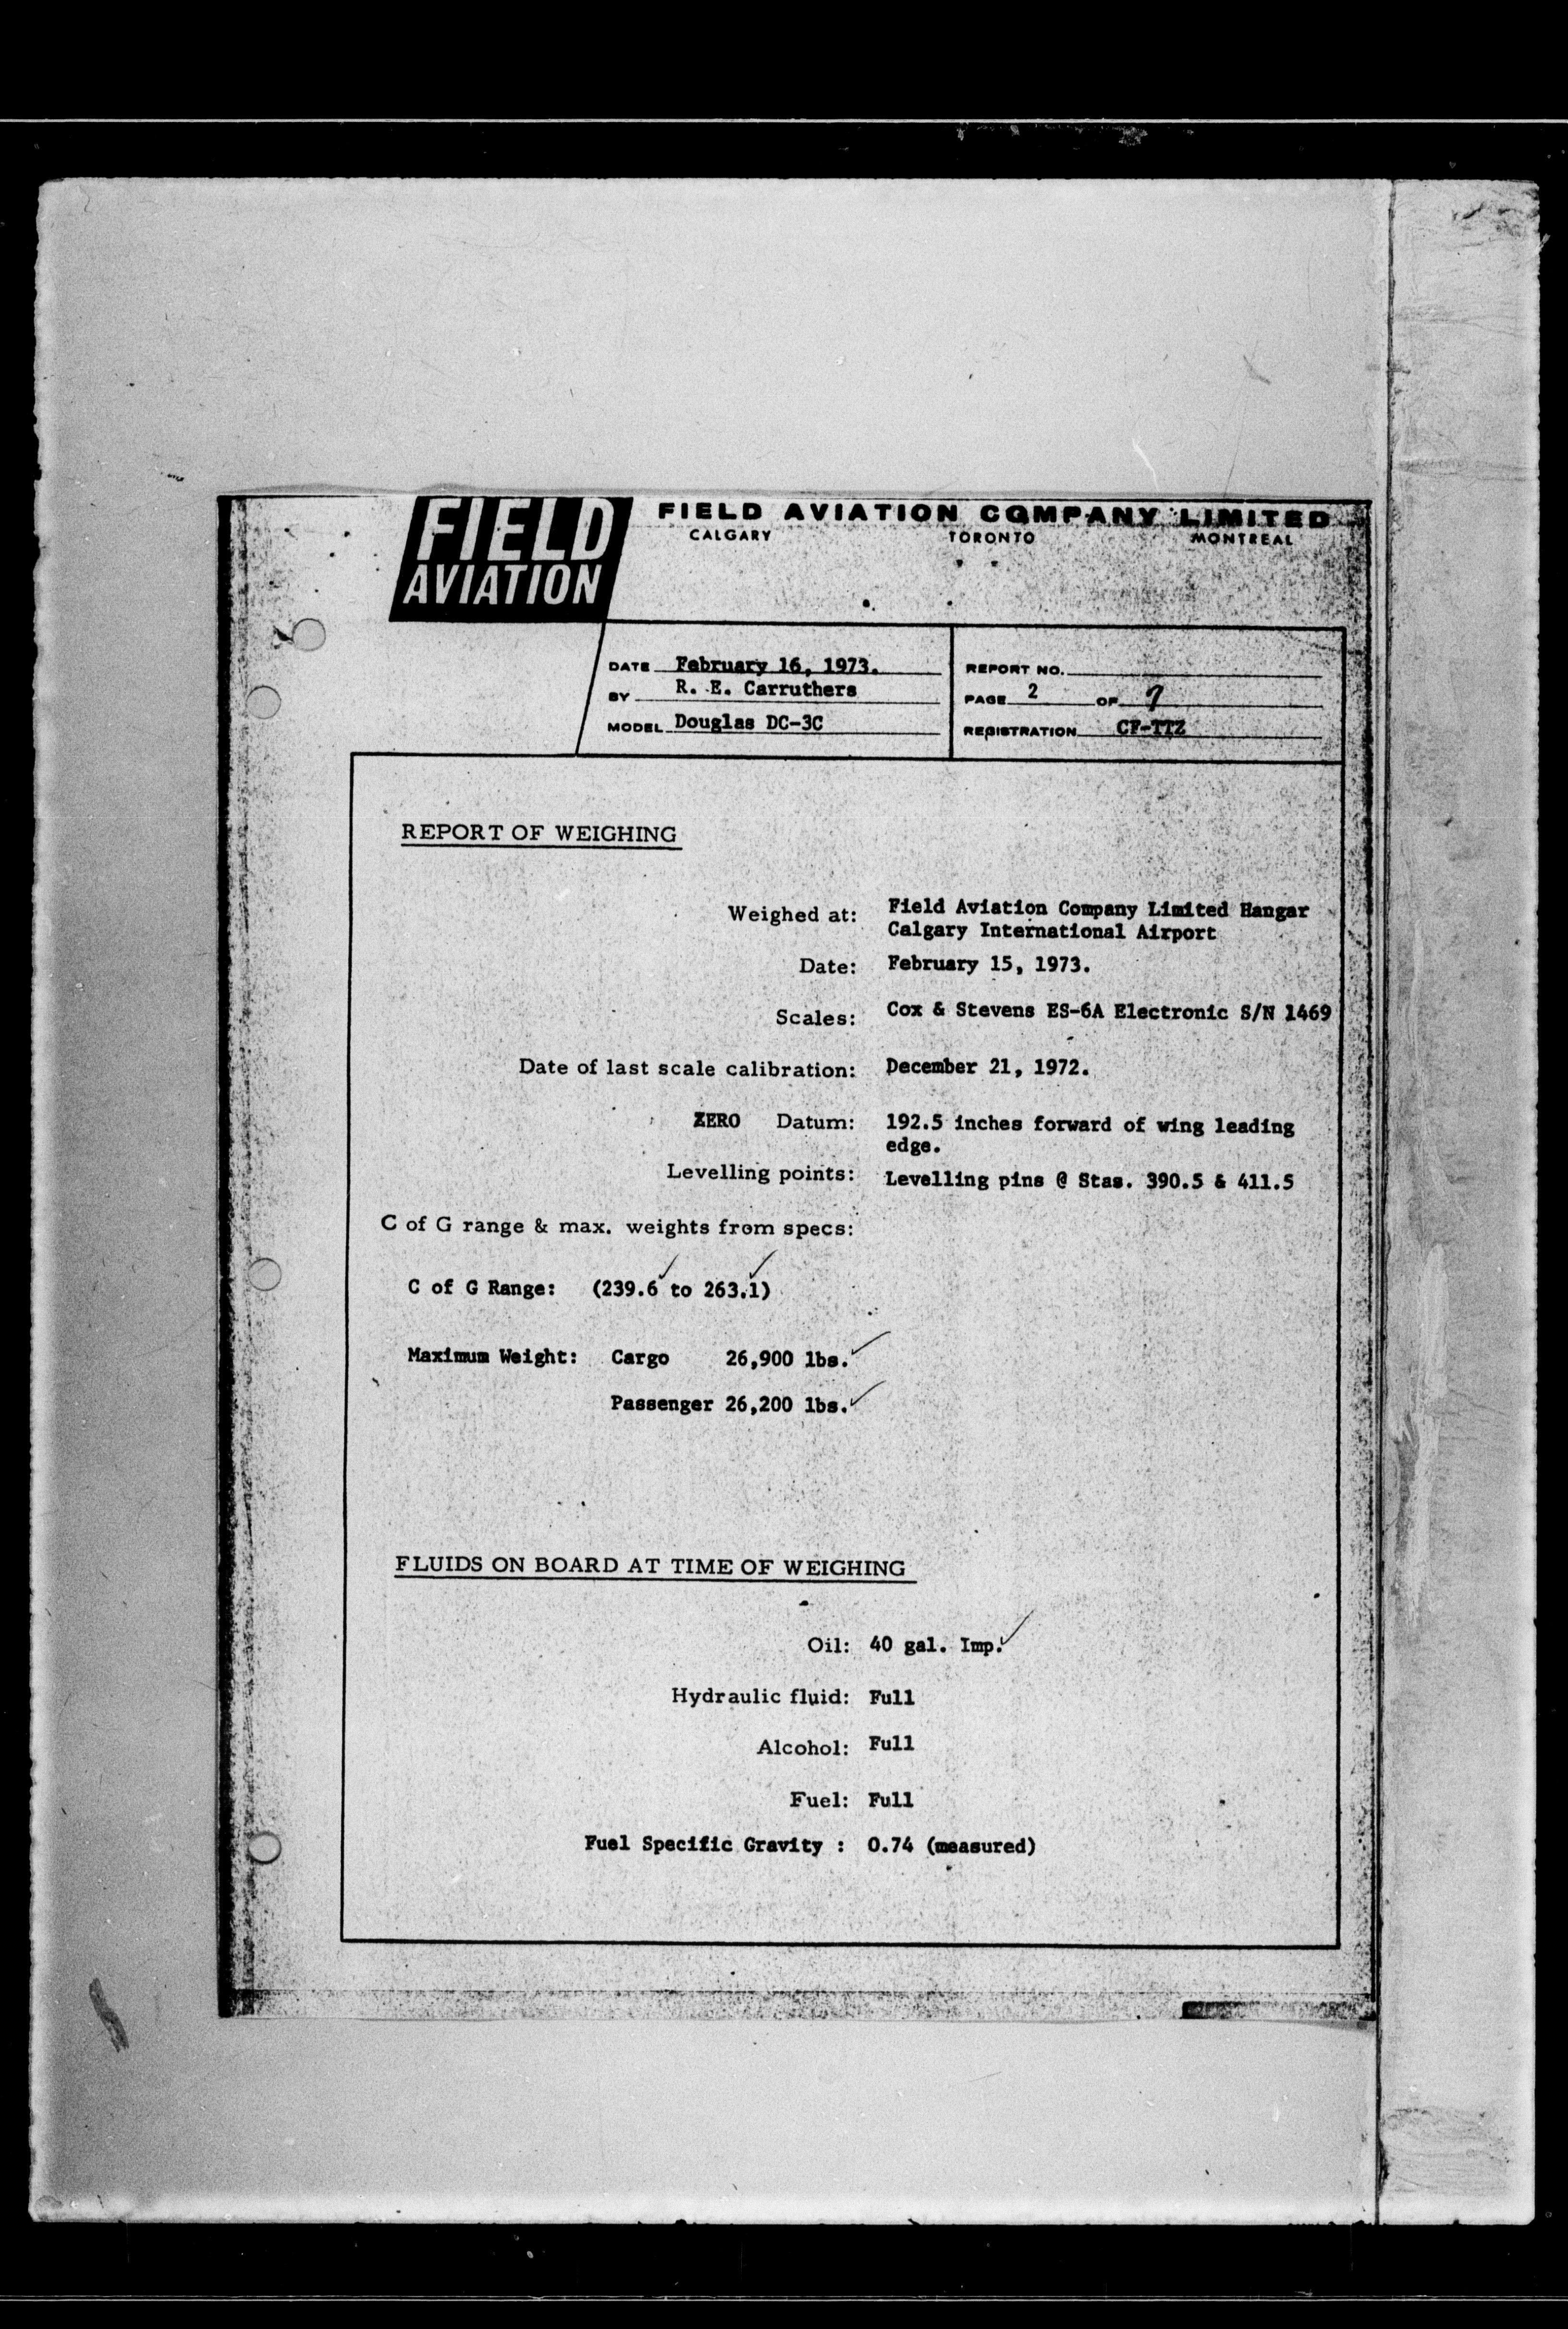 FIELD
AVIATION
FIELD AVIATION COMPANY LIMITED
CALGARY TORONTO MONTREAL
DATE February 16, 1973.
BY R. E. Carruthers
MODEL Douglas DC-3C
REPORT NO.
PAGE 2 OF 7
REGISTRATION CF-TTZ
REPORT OF WEIGHING
Weighed at: Field Aviation Company Limited Hangar
Calgary International Airport
Date: February 15, 1973.
Scales: Cox & Stevens ES-6A Electronic S/N 1469
Date of last scale calibration: December 21, 1972.
ZERO Datum: 192.5 inches forward of wing leading
edge.
Levelling points: Levelling pins @ Stas. 390.5 & 411.5
C of G range & max. weights from specs:
C of G Range: (239.6 to 263.1)
Maximum Weight: Cargo 26,900 lbs.
Passenger 26,200 lbs.
FLUIDS ON BOARD AT TIME OF WEIGHING
Oil: 40 gal. Imp.
Hydraulic fluid: Full
Alcohol: Full
Fuel: Full
Fuel Specific Gravity : 0.74 (measured)